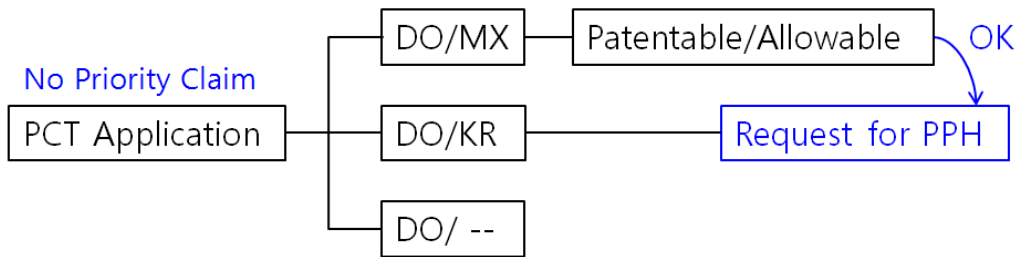 DO/MX
Patentable/Allowable
OK
No Priority Claim
PCT Application
DO/KR
Request for PPH
DO/ --